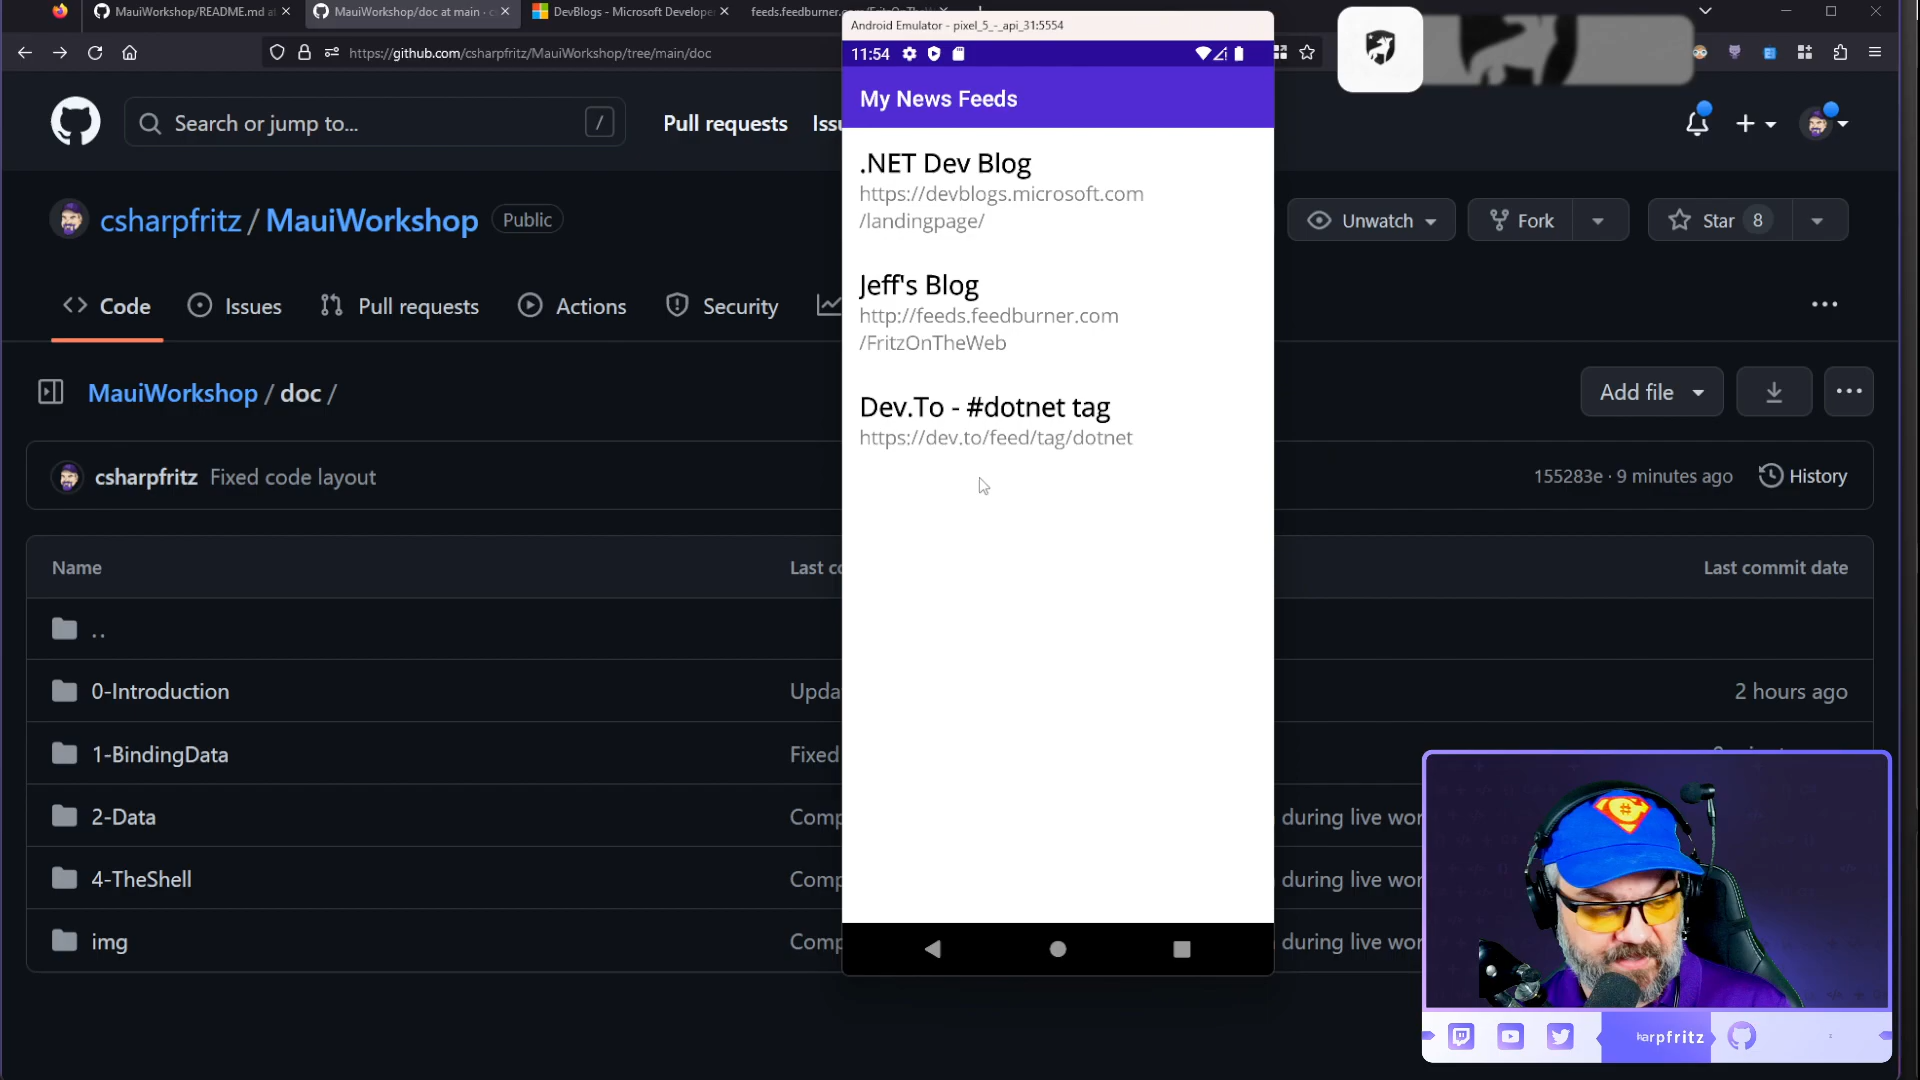 MauiWorkshop/README.md at
MauiWorkshop/doc at main · c
DevBlogs - Microsoft Develope
Android Emulator - pixel_5_-_api_31:5554
https://github.com/csharpfritz/MauiWorkshop/tree/main/doc
11:54
Search or jump to...
/
Pull requests
My News Feeds
csharpfritz / MauiWorkshop
Public
Unwatch
Fork
Star 8
.NET Dev Blog
https://devblogs.microsoft.com
/landingpage/
Code
Issues
Pull requests
Actions
Security
Jeff's Blog
http://feeds.feedburner.com
/FritzOnTheWeb
MauiWorkshop / doc /
Add file
Dev.To - #dotnet tag
https://dev.to/feed/tag/dotnet
csharpfritz Fixed code layout
155283e · 9 minutes ago
History
Name
Last commit date
..
0-Introduction
2 hours ago
1-BindingData
Fixed
2-Data
during live wor
4-TheShell
during live wor
img
during live wor
harpfritz